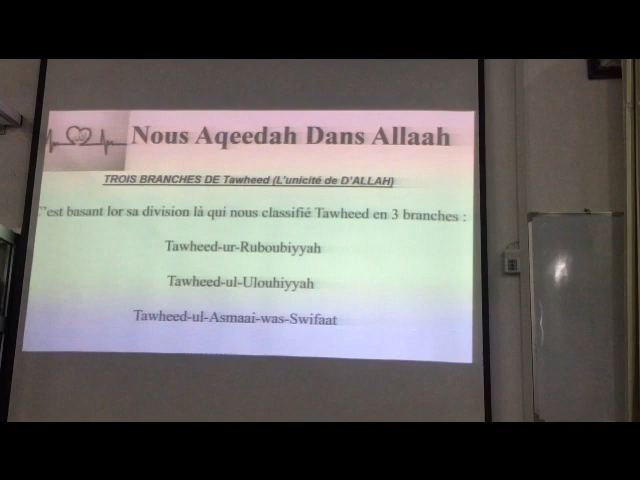 Nous Aqeedah Dans Allaah
TROIS BRANCHES DE Tawheed (L'unicité de D'ALLAH)
C'est basant lor sa division là qui nous classifié Tawheed en 3 branches :
Tawheed-ur-Ruboubiyyah
Tawheed-ul-Ulouhiyyah
Tawheed-ul-Asmaai-was-Swifaat